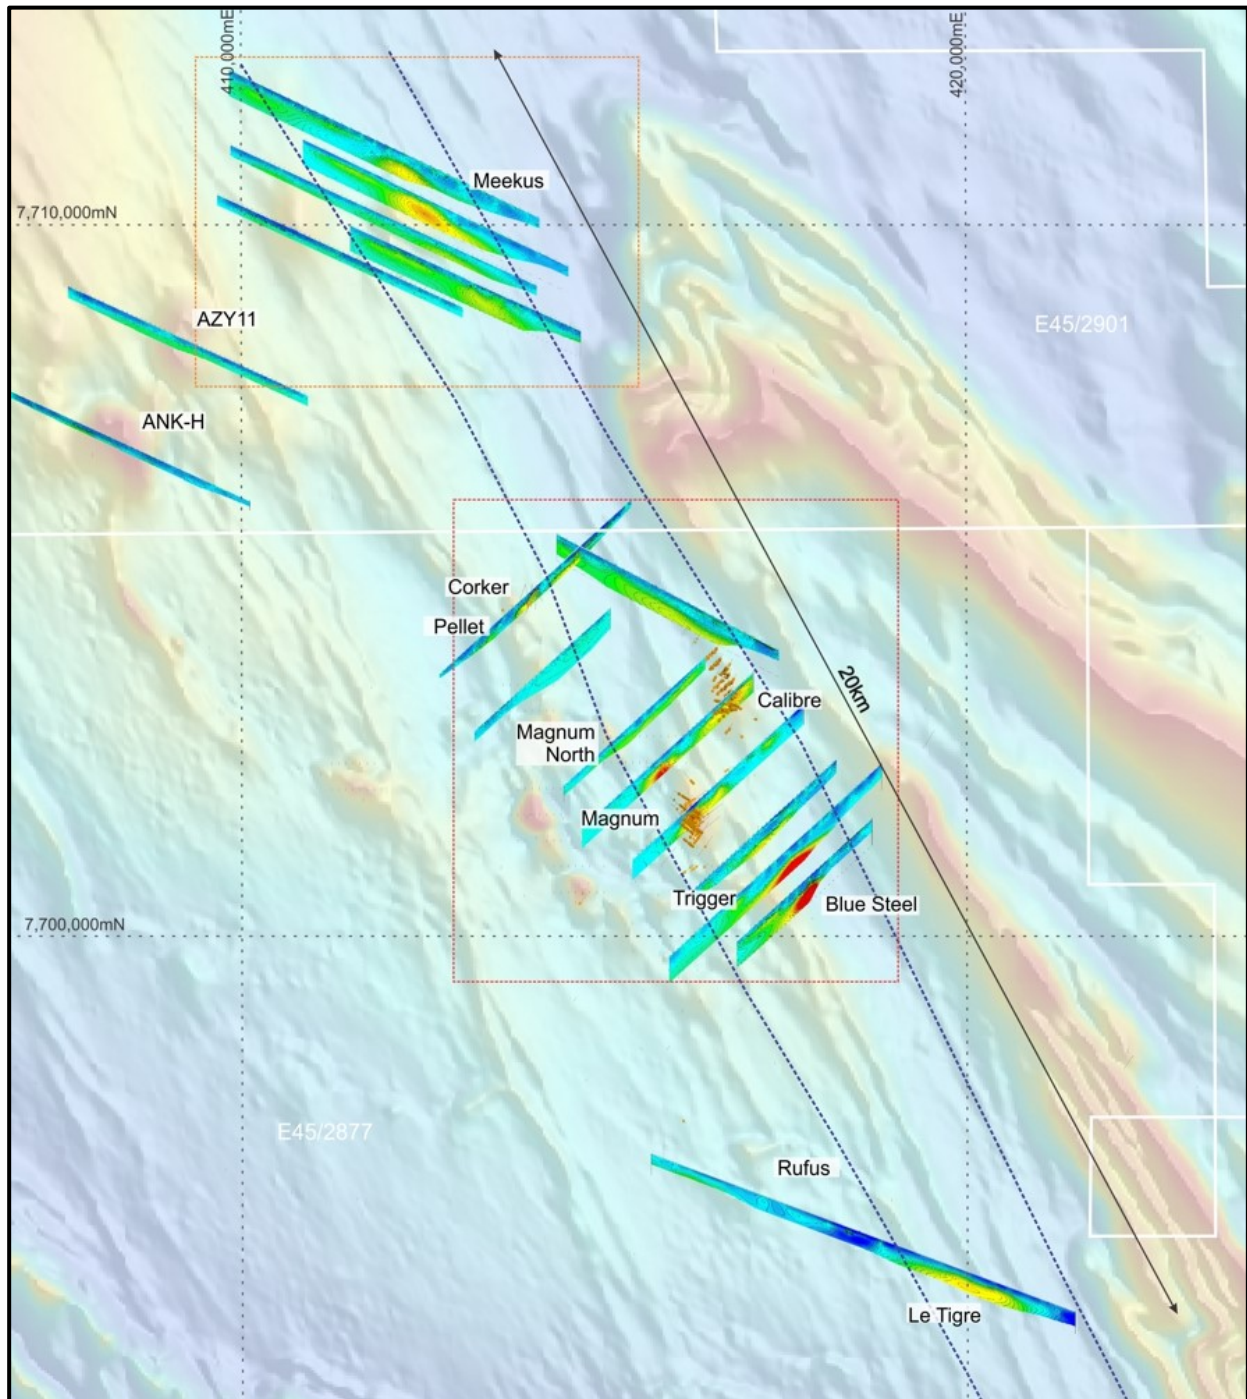 410,000mE
420,000mE
Meekus
7,710,000mN
AZY11
E45/2901
ANK-H
Corker
Pellet
20km
Calibre
Magnum
North
Magnum
Trigger
Blue Steel
7,700,000mN
E45/2877
Rufus
Le Tigre